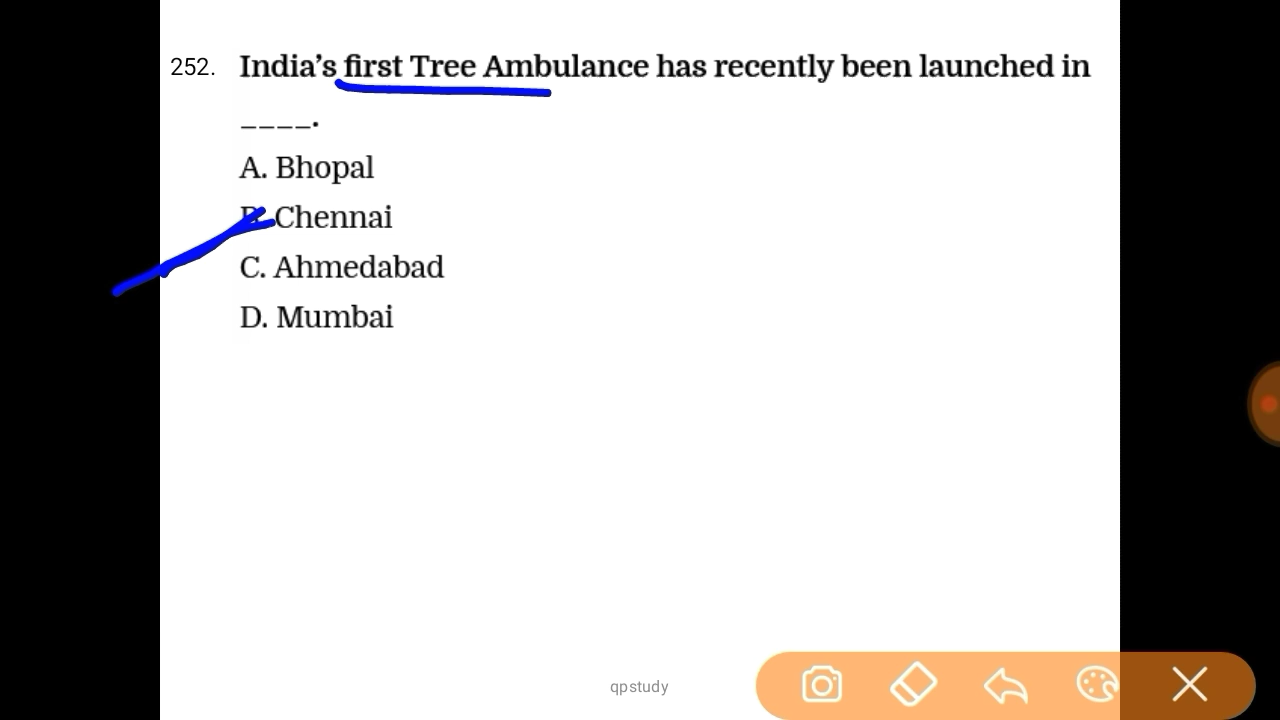 252. India's first Tree Ambulance has recently been launched in
____.
A. Bhopal
B. Chennai
C. Ahmedabad
D. Mumbai
qpstudy